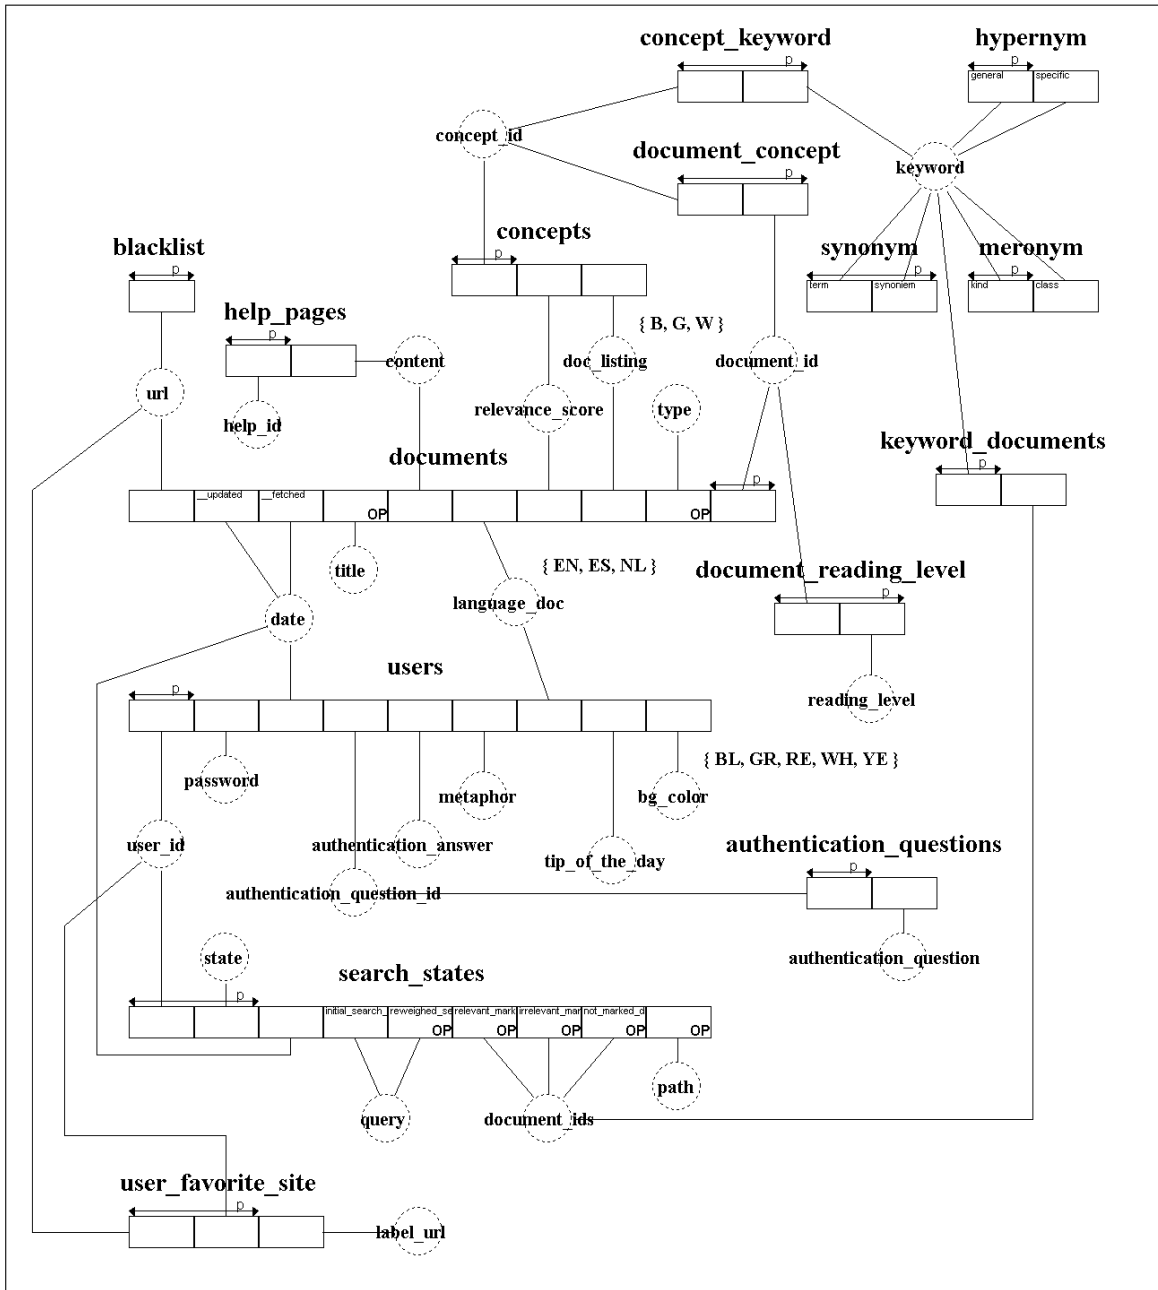 concept_keyword
hypernym
p
p
general
specific
concept_id
document_concept
keyword
p
blacklist
concepts
synonym
meronym
p
p
p
p
term
synoniem
kind
class
help_pages
{ B, G, W }
p
content
doc_listing
document_id
url
help_id
relevance_score
type
keyword_documents
documents
p
p
__updated
__fetched
OP
OP
title
{ EN, ES, NL }
document_reading_level
language_doc
p
date
users
p
reading_level
{ BL, GR, RE, WH, YE }
password
metaphor
bg_color
user_id
authentication_answer
tip_of_the_day
authentication_questions
p
authentication_question_id
state
authentication_question
search_states
p
initial_search_
reweighed_se
relevant_mark
irrelevant_mar
not_marked_d
OP
OP
OP
OP
OP
path
query
document_ids
user_favorite_site
p
label_url